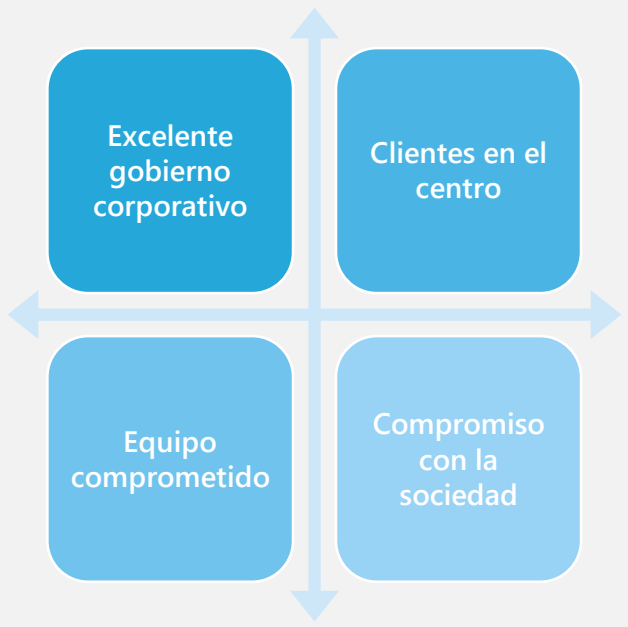 Excelente
gobierno
corporativo
Clientes en el
centro
Equipo
comprometido
Compromiso
con la
sociedad